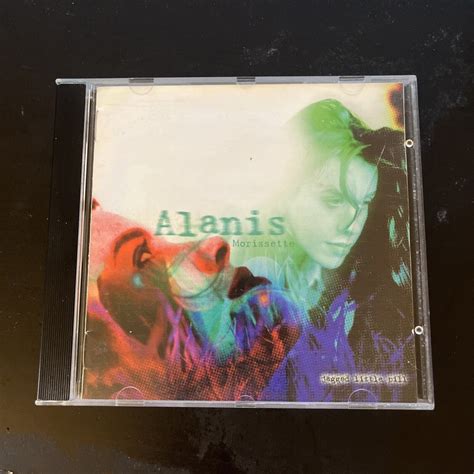 Alanis
Morissette
jagged little pill